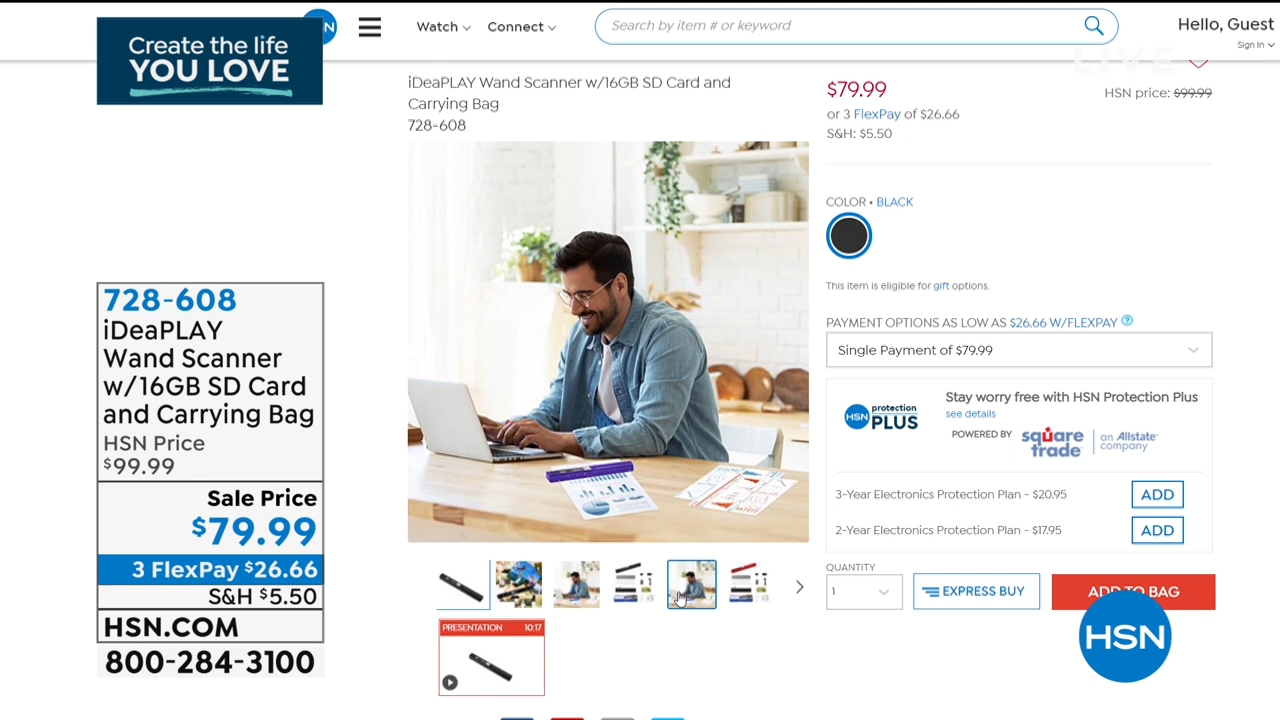 Create the life
YOU LOVE
N
Watch
Connect
Search by item # or keyword
Hello, Guest
Sign In
LIVE
iDeaPLAY Wand Scanner w/16GB SD Card and
Carrying Bag
728-608
$79.99
HSN price: $99.99
or 3 FlexPay of $26.66
S&H: $5.50
COLOR • BLACK
This item is eligible for gift options.
PAYMENT OPTIONS AS LOW AS $26.66 W/FLEXPAY ?
Single Payment of $79.99
HSN protection PLUS
Stay worry free with HSN Protection Plus
see details
POWERED BY square trade | an Allstate company
3-Year Electronics Protection Plan - $20.95
ADD
2-Year Electronics Protection Plan - $17.95
ADD
QUANTITY
1
EXPRESS BUY
ADD TO BAG
HSN
PRESENTATION 10:17
728-608
iDeaPLAY
Wand Scanner
w/16GB SD Card
and Carrying Bag
HSN Price
$99.99
Sale Price
$79.99
3 FlexPay $26.66
S&H $5.50
HSN.COM
800-284-3100